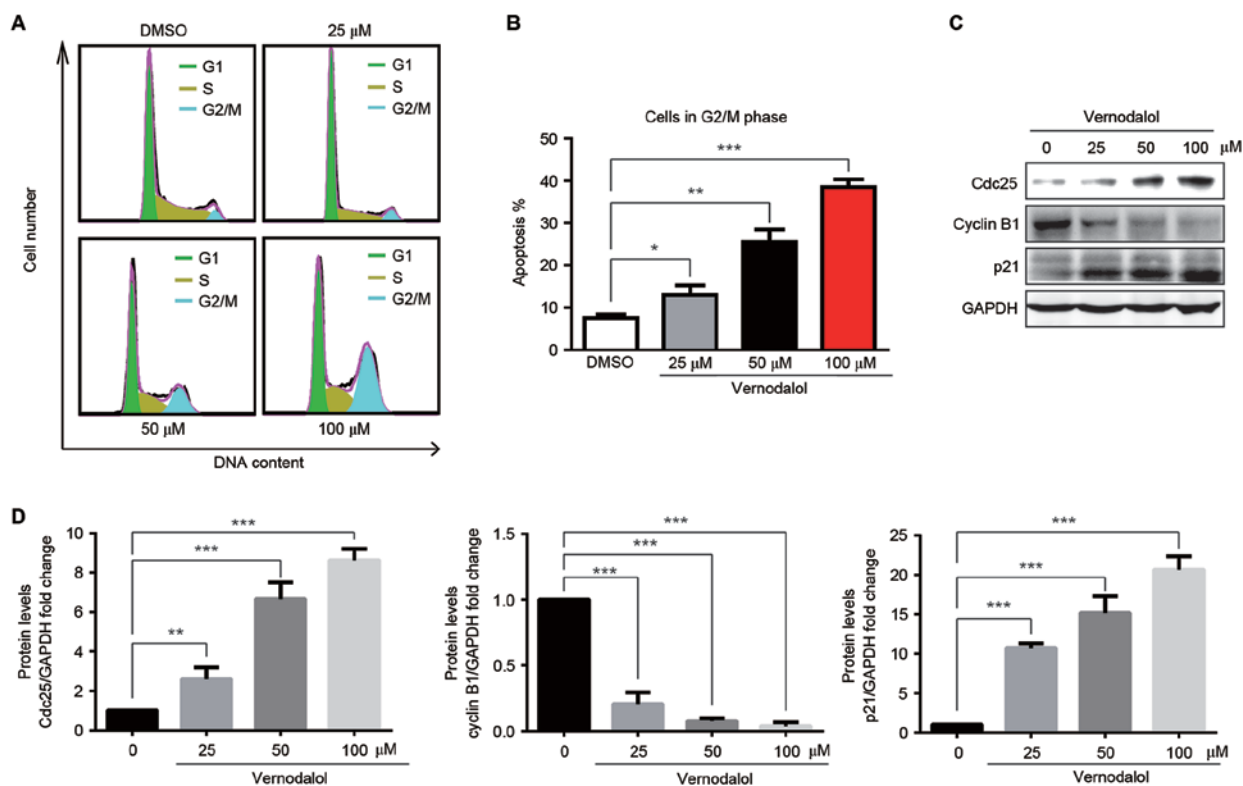 A
DMSO
25 μM
G1
S
G2/M
G1
S
G2/M
G1
S
G2/M
G1
S
G2/M
50 μM
100 μM
Cell number
DNA content
B
Cells in G2/M phase
Apoptosis %
50
40
30
20
10
0
***
**
*
DMSO
25 μM
50 μM
100 μM
Vernodalol
C
Vernodalol
0 25 50 100 μM
Cdc25
Cyclin B1
p21
GAPDH
D
Protein levels
Cdc25/GAPDH fold change
10
8
6
4
2
0
***
***
**
0 25 50 100 μM
Vernodalol
Protein levels
cyclin B1/GAPDH fold change
1.5
1.0
0.5
0.0
***
***
***
0 25 50 100 μM
Vernodalol
Protein levels
p21/GAPDH fold change
25
20
15
10
5
0
***
***
***
0 25 50 100 μM
Vernodalol